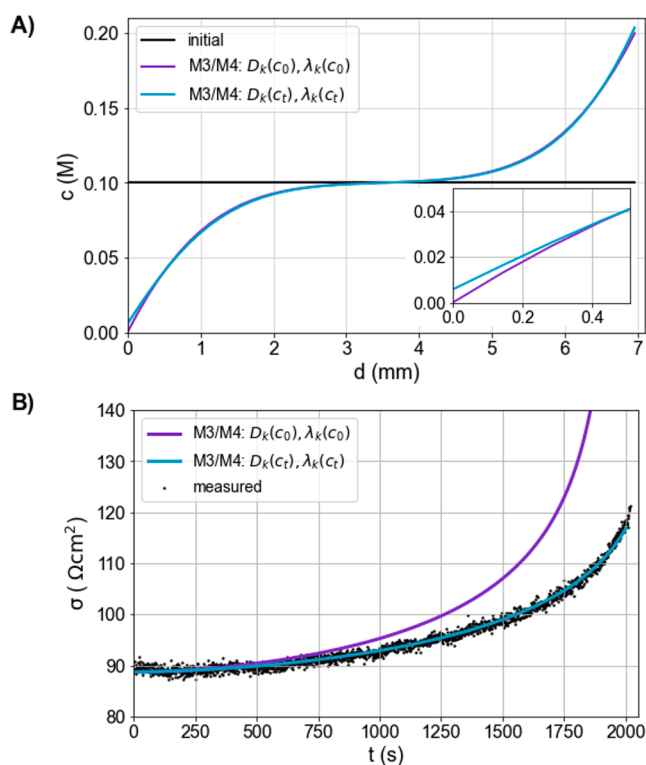 A)
initial
M3/M4: Dₖ(c₀), λₖ(c₀)
M3/M4: Dₖ(cₜ), λₖ(cₜ)
0.20
0.15
0.10
0.05
0.00
c (M)
0.04
0.02
0.00
0.0 0.2 0.4
0 1 2 3 4 5 6 7
d (mm)
B)
M3/M4: Dₖ(c₀), λₖ(c₀)
M3/M4: Dₖ(cₜ), λₖ(cₜ)
measured
140
130
120
110
100
90
80
σ ( Ωcm²)
0 250 500 750 1000 1250 1500 1750 2000
t (s)